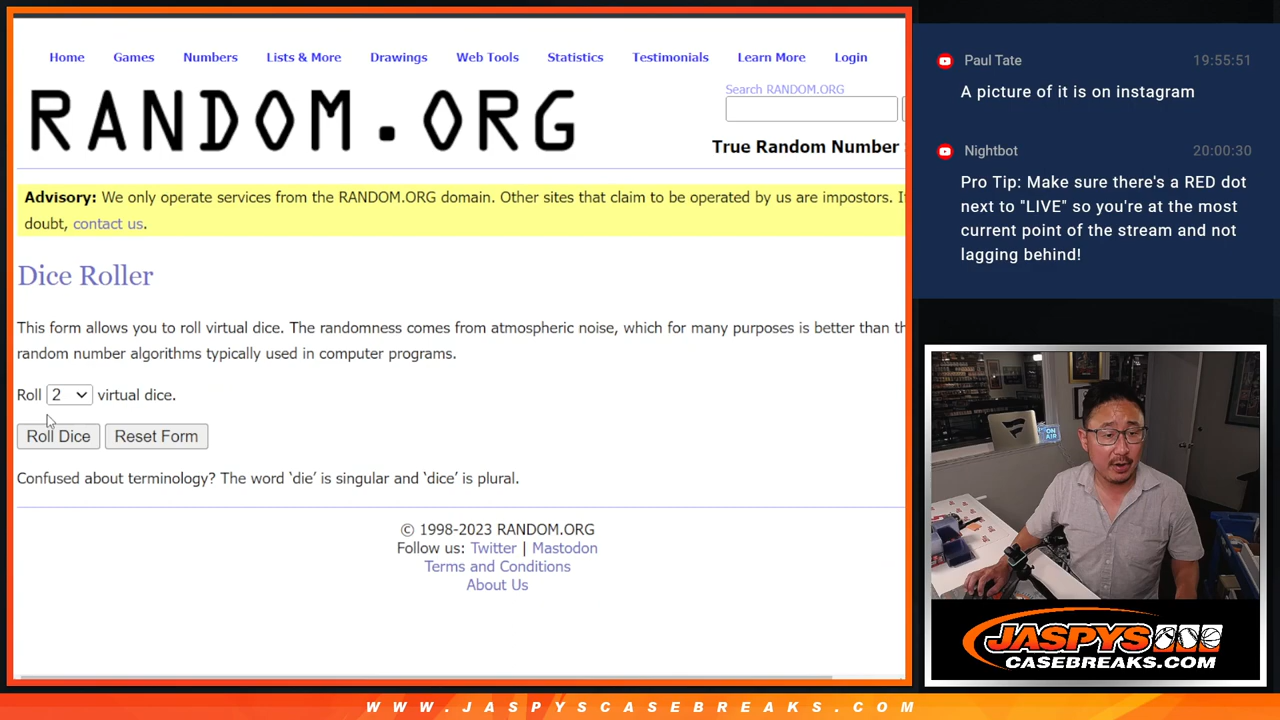 Home Games Numbers Lists & More Drawings Web Tools Statistics Testimonials Learn More Login
Search RANDOM.ORG
RANDOM.ORG
True Random Number
Advisory: We only operate services from the RANDOM.ORG domain. Other sites that claim to be operated by us are impostors.
doubt, contact us.
Dice Roller
This form allows you to roll virtual dice. The randomness comes from atmospheric noise, which for many purposes is better than
random number algorithms typically used in computer programs.
Roll 2 virtual dice.
Roll Dice Reset Form
Confused about terminology? The word ‘die’ is singular and ‘dice’ is plural.
© 1998-2023 RANDOM.ORG
Follow us: Twitter | Mastodon
Terms and Conditions
About Us
Paul Tate 19:55:51
A picture of it is on instagram
Nightbot 20:00:30
Pro Tip: Make sure there's a RED dot
next to "LIVE" so you're at the most
current point of the stream and not
lagging behind!
ON AIR
JASPYS
CASEBREAKS.COM
WWW.JASPYSCASEBREAKS.COM